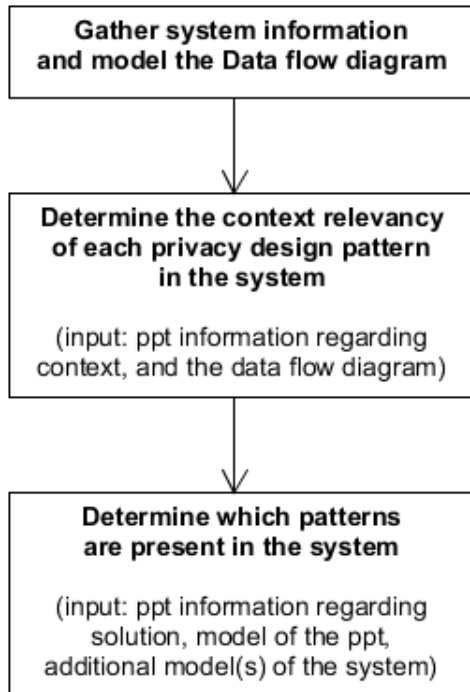 Gather system information
and model the Data flow diagram
Determine the context relevancy
of each privacy design pattern
in the system
(input: ppt information regarding
context, and the data flow diagram)
Determine which patterns
are present in the system
(input: ppt information regarding
solution, model of the ppt,
additional model(s) of the system)